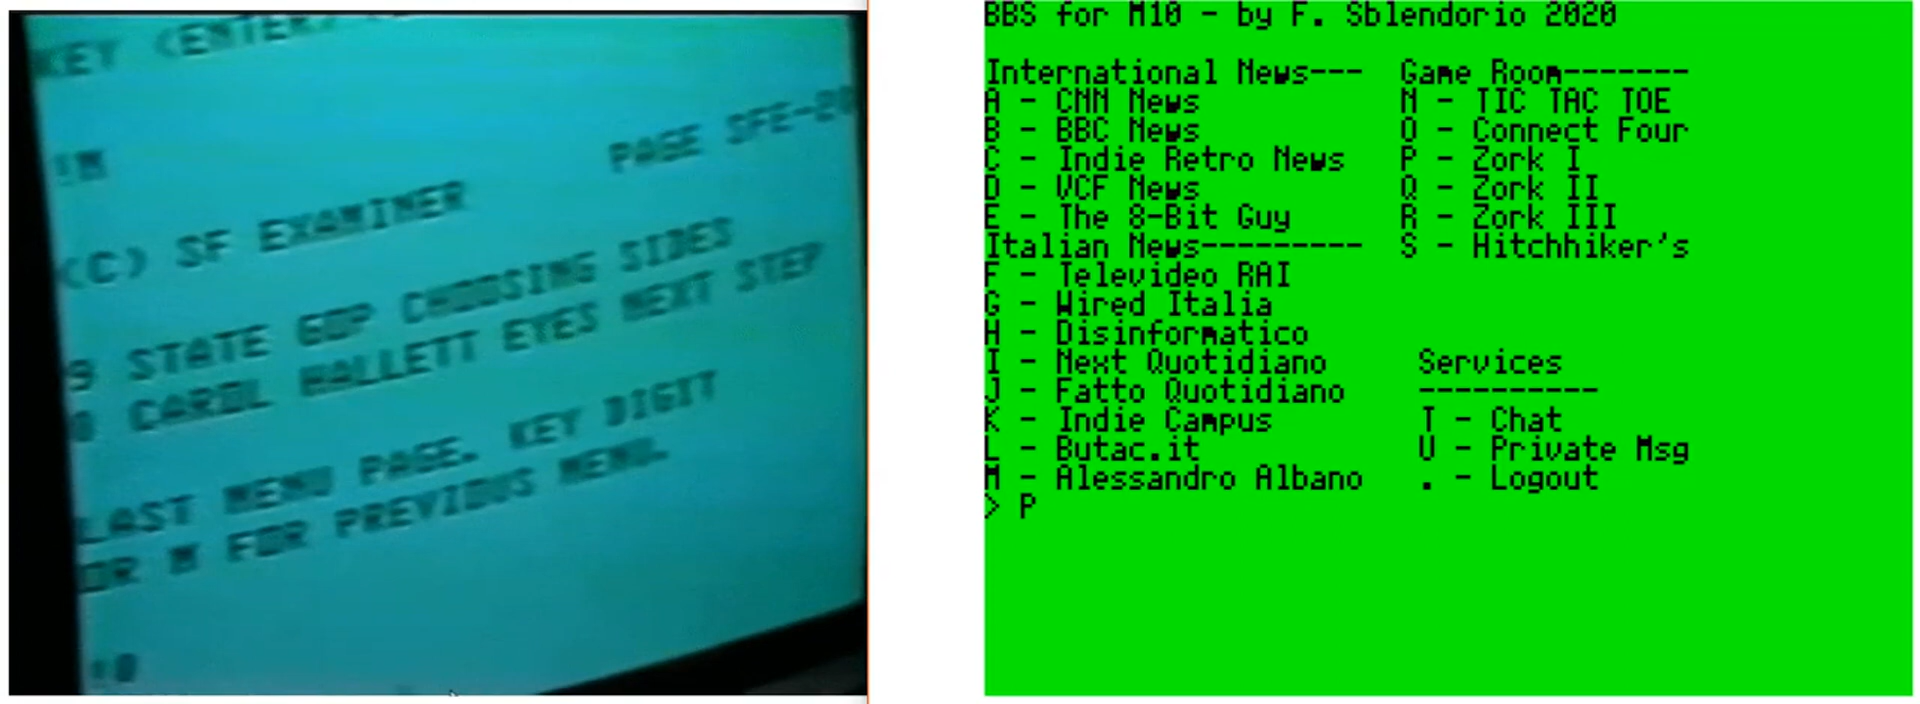 KEY <ENTER>
!M
PAGE SFE-20
(C) SF EXAMINER
9 STATE GOP CHOOSING SIDES
0 CAROL HALLETT EYES NEXT STEP
LAST MENU PAGE. KEY DIGIT
OR M FOR PREVIOUS MENU.
!0
BBS for M10 - by F. Sblendorio 2020
International News--- Game Room-------
A - CNN News N - TIC TAC TOE
B - BBC News O - Connect Four
C - Indie Retro News P - Zork I
D - VCF News Q - Zork II
E - The 8-Bit Guy R - Zork III
Italian News--------- S - Hitchhiker's
F - Televideo RAI
G - Wired Italia
H - Disinformatico
I - Next Quotidiano Services
J - Fatto Quotidiano ----------
K - Indie Campus T - Chat
L - Butac.it U - Private Msg
M - Alessandro Albano . - Logout
> P